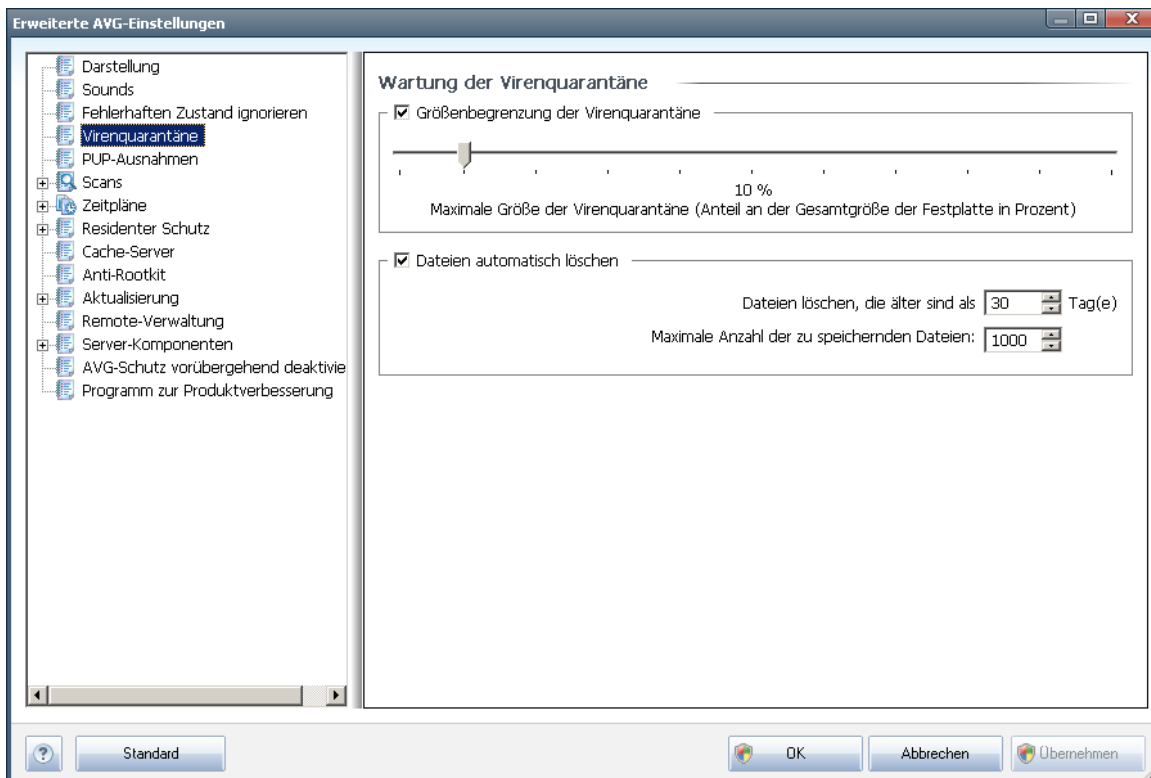 Erweiterte AVG-Einstellungen
Darstellung
Sounds
Fehlerhaften Zustand ignorieren
Virenquarantäne
PUP-Ausnahmen
Scans
Zeitpläne
Residenter Schutz
Cache-Server
Anti-Rootkit
Aktualisierung
Remote-Verwaltung
Server-Komponenten
AVG-Schutz vorübergehend deaktivie
Programm zur Produktverbesserung
Wartung der Virenquarantäne
Größenbegrenzung der Virenquarantäne
10 %
Maximale Größe der Virenquarantäne (Anteil an der Gesamtgröße der Festplatte in Prozent)
Dateien automatisch löschen
Dateien löschen, die älter sind als 30 Tag(e)
Maximale Anzahl der zu speichernden Dateien: 1000
? Standard OK Abbrechen Übernehmen